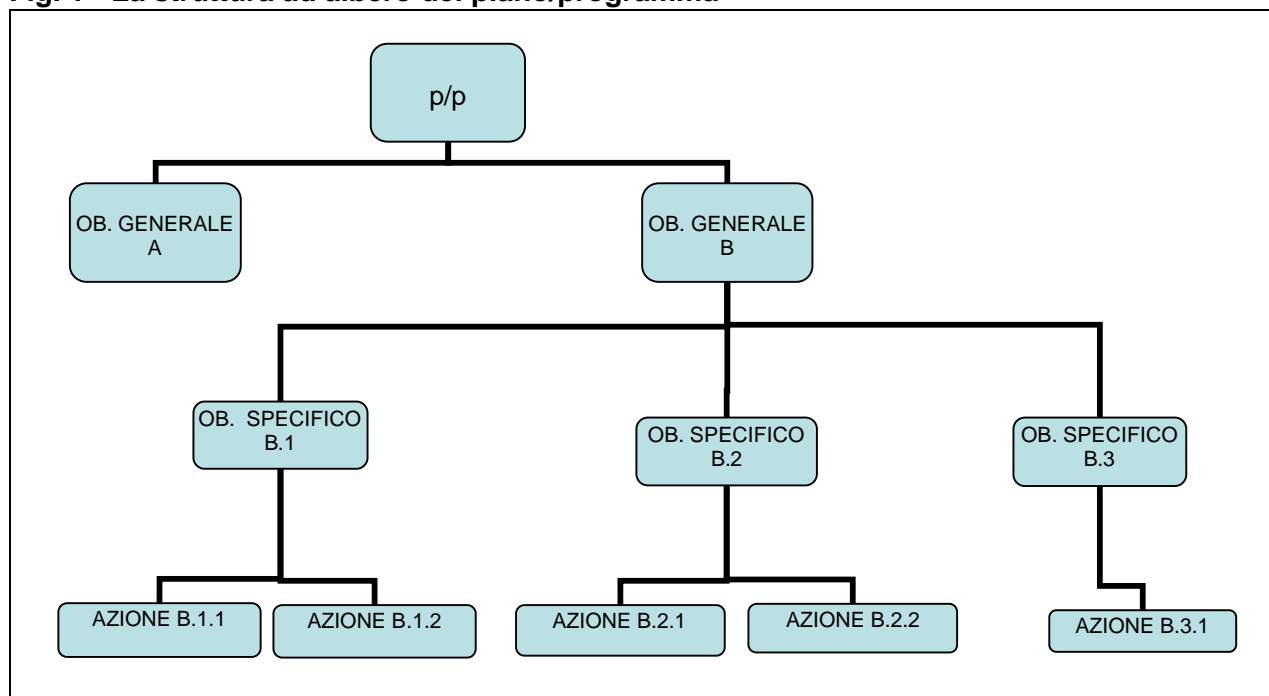 p/p
OB. GENERALE
A
OB. GENERALE
B
OB. SPECIFICO
B.1
OB. SPECIFICO
B.2
OB. SPECIFICO
B.3
AZIONE B.1.1
AZIONE B.1.2
AZIONE B.2.1
AZIONE B.2.2
AZIONE B.3.1